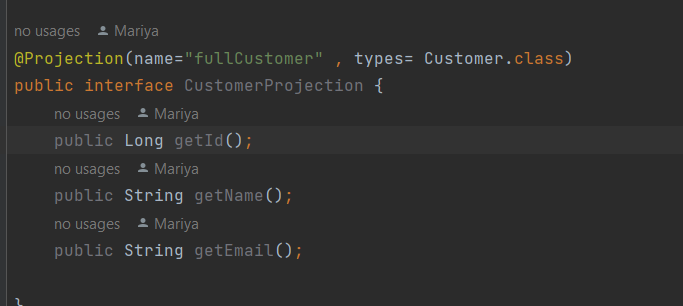 no usages Mariya
@Projection(name="fullCustomer" , types= Customer.class)
public interface CustomerProjection {
no usages Mariya
public Long getId();
no usages Mariya
public String getName();
no usages Mariya
public String getEmail();
}